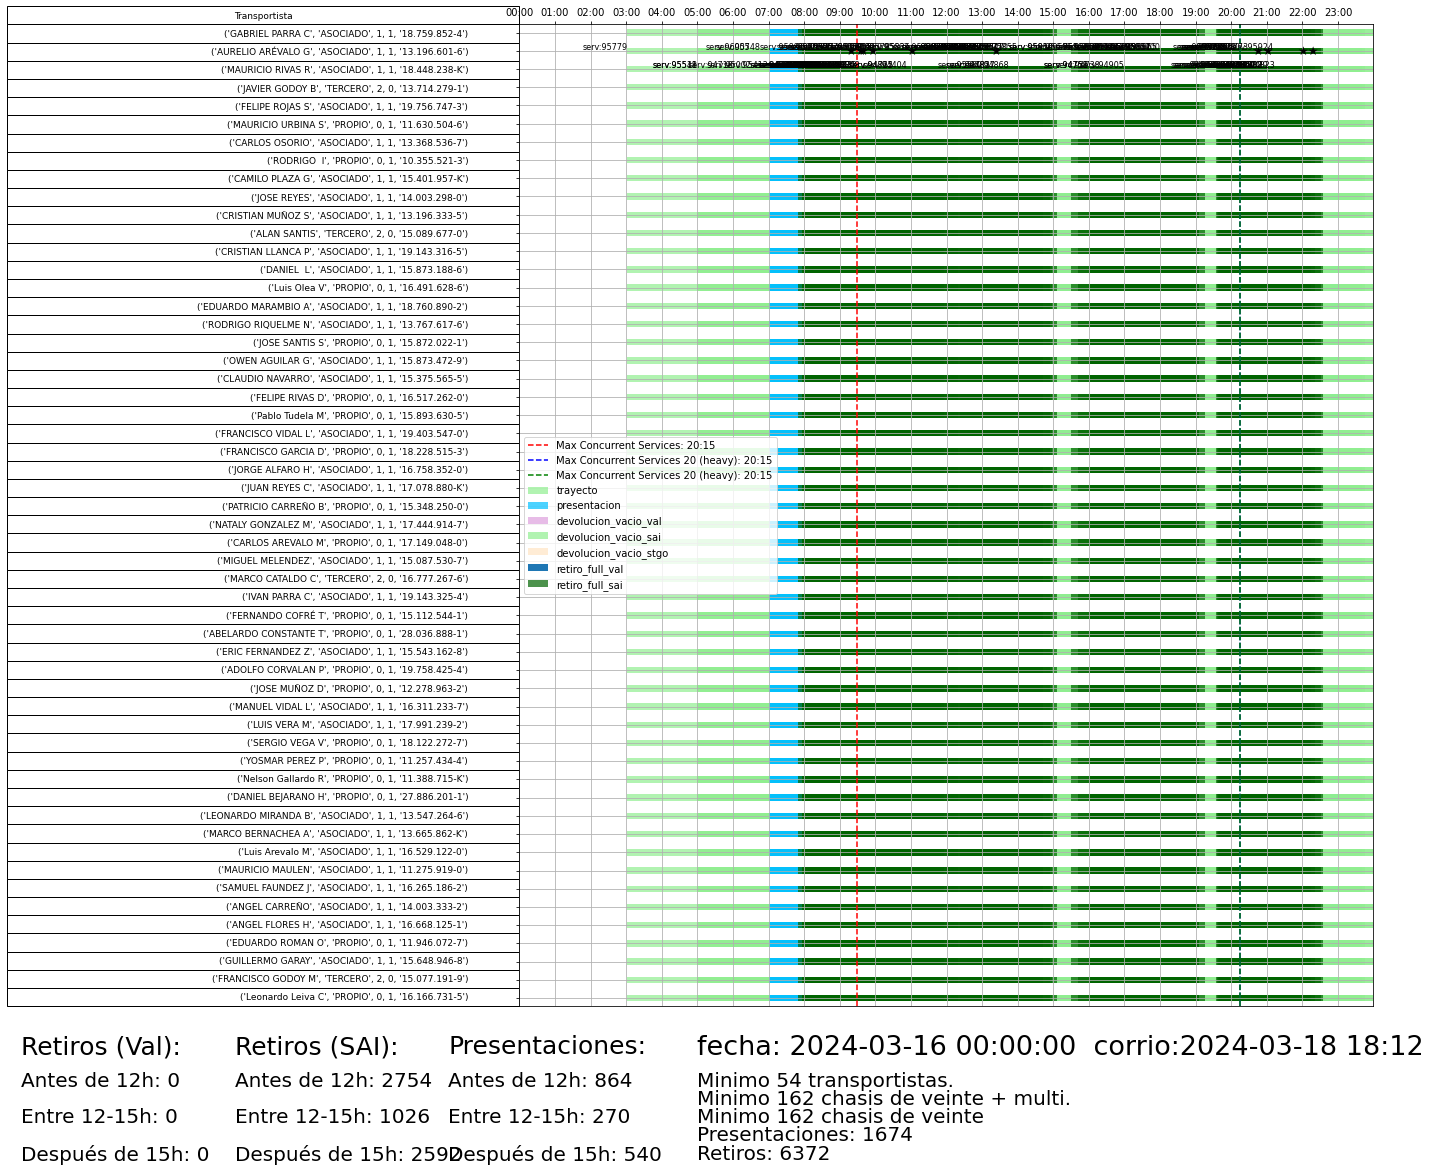 Transportista
00:00 01:00 02:00 03:00 04:00 05:00 06:00 07:00 08:00 09:00 10:00 11:00 12:00 13:00 14:00 15:00 16:00 17:00 18:00 19:00 20:00 21:00 22:00 23:00
('GABRIEL PARRA C', 'ASOCIADO', 1, 1, '18.759.852-4')
serv:95779
('AURELIO ARÉVALO G', 'ASOCIADO', 1, 1, '13.196.601-6')
('MAURICIO RIVAS R', 'ASOCIADO', 1, 1, '18.448.238-K')
('JAVIER GODOY B', 'TERCERO', 2, 0, '13.714.279-1')
('FELIPE ROJAS S', 'ASOCIADO', 1, 1, '19.756.747-3')
('MAURICIO URBINA S', 'PROPIO', 0, 1, '11.630.504-6')
('CARLOS OSORIO', 'ASOCIADO', 1, 1, '13.368.536-7')
('RODRIGO  I', 'PROPIO', 0, 1, '10.355.521-3')
('CAMILO PLAZA G', 'ASOCIADO', 1, 1, '15.401.957-K')
('JOSE REYES', 'ASOCIADO', 1, 1, '14.003.298-0')
('CRISTIAN MUÑOZ S', 'ASOCIADO', 1, 1, '13.196.333-5')
('ALAN SANTIS', 'TERCERO', 2, 0, '15.089.677-0')
('CRISTIAN LLANCA P', 'ASOCIADO', 1, 1, '19.143.316-5')
('DANIEL  L', 'ASOCIADO', 1, 1, '15.873.188-6')
('Luis Olea V', 'PROPIO', 0, 1, '16.491.628-6')
('EDUARDO MARAMBIO A', 'ASOCIADO', 1, 1, '18.760.890-2')
('RODRIGO RIQUELME N', 'ASOCIADO', 1, 1, '13.767.617-6')
('JOSE SANTIS S', 'PROPIO', 0, 1, '15.872.022-1')
('OWEN AGUILAR G', 'ASOCIADO', 1, 1, '15.873.472-9')
('CLAUDIO NAVARRO', 'ASOCIADO', 1, 1, '15.375.565-5')
('FELIPE RIVAS D', 'PROPIO', 0, 1, '16.517.262-0')
('Pablo Tudela M', 'PROPIO', 0, 1, '15.893.630-5')
('FRANCISCO VIDAL L', 'ASOCIADO', 1, 1, '19.403.547-0')
('FRANCISCO GARCIA D', 'PROPIO', 0, 1, '18.228.515-3')
('JORGE ALFARO H', 'ASOCIADO', 1, 1, '16.758.352-0')
('JUAN REYES C', 'ASOCIADO', 1, 1, '17.078.880-K')
('PATRICIO CARREÑO B', 'PROPIO', 0, 1, '15.348.250-0')
('NATALY GONZALEZ M', 'ASOCIADO', 1, 1, '17.444.914-7')
('CARLOS AREVALO M', 'PROPIO', 0, 1, '17.149.048-0')
('MIGUEL MELENDEZ', 'ASOCIADO', 1, 1, '15.087.530-7')
('MARCO CATALDO C', 'TERCERO', 2, 0, '16.777.267-6')
('IVAN PARRA C', 'ASOCIADO', 1, 1, '19.143.325-4')
('FERNANDO COFRÉ T', 'PROPIO', 0, 1, '15.112.544-1')
('ABELARDO CONSTANTE T', 'PROPIO', 0, 1, '28.036.888-1')
('ERIC FERNANDEZ Z', 'ASOCIADO', 1, 1, '15.543.162-8')
('ADOLFO CORVALAN P', 'PROPIO', 0, 1, '19.758.425-4')
('JOSE MUÑOZ D', 'PROPIO', 0, 1, '12.278.963-2')
('MANUEL VIDAL L', 'ASOCIADO', 1, 1, '16.311.233-7')
('LUIS VERA M', 'ASOCIADO', 1, 1, '17.991.239-2')
('SERGIO VEGA V', 'PROPIO', 0, 1, '18.122.272-7')
('YOSMAR PEREZ P', 'PROPIO', 0, 1, '11.257.434-4')
('Nelson Gallardo R', 'PROPIO', 0, 1, '11.388.715-K')
('DANIEL BEJARANO H', 'PROPIO', 0, 1, '27.886.201-1')
('LEONARDO MIRANDA B', 'ASOCIADO', 1, 1, '13.547.264-6')
('MARCO BERNACHEA A', 'ASOCIADO', 1, 1, '13.665.862-K')
('Luis Arevalo M', 'ASOCIADO', 1, 1, '16.529.122-0')
('MAURICIO MAULEN', 'ASOCIADO', 1, 1, '11.275.919-0')
('SAMUEL FAUNDEZ J', 'ASOCIADO', 1, 1, '16.265.186-2')
('ANGEL CARREÑO', 'ASOCIADO', 1, 1, '14.003.333-2')
('ANGEL FLORES H', 'ASOCIADO', 1, 1, '16.668.125-1')
('EDUARDO ROMAN O', 'PROPIO', 0, 1, '11.946.072-7')
('GUILLERMO GARAY', 'ASOCIADO', 1, 1, '15.648.946-8')
('FRANCISCO GODOY M', 'TERCERO', 2, 0, '15.077.191-9')
('Leonardo Leiva C', 'PROPIO', 0, 1, '16.166.731-5')
Max Concurrent Services: 20:15
Max Concurrent Services 20 (heavy): 20:15
Max Concurrent Services 20 (heavy): 20:15
trayecto
presentacion
devolucion_vacio_val
devolucion_vacio_sai
devolucion_vacio_stgo
retiro_full_val
retiro_full_sai
Retiros (Val):
Antes de 12h: 0
Entre 12-15h: 0
Después de 15h: 0
Retiros (SAI):
Antes de 12h: 2754
Entre 12-15h: 1026
Después de 15h: 2592
Presentaciones:
Antes de 12h: 864
Entre 12-15h: 270
Después de 15h: 540
fecha: 2024-03-16 00:00:00  corrio:2024-03-18 18:12
Minimo 54 transportistas.
Minimo 162 chasis de veinte + multi.
Minimo 162 chasis de veinte
Presentaciones: 1674
Retiros: 6372